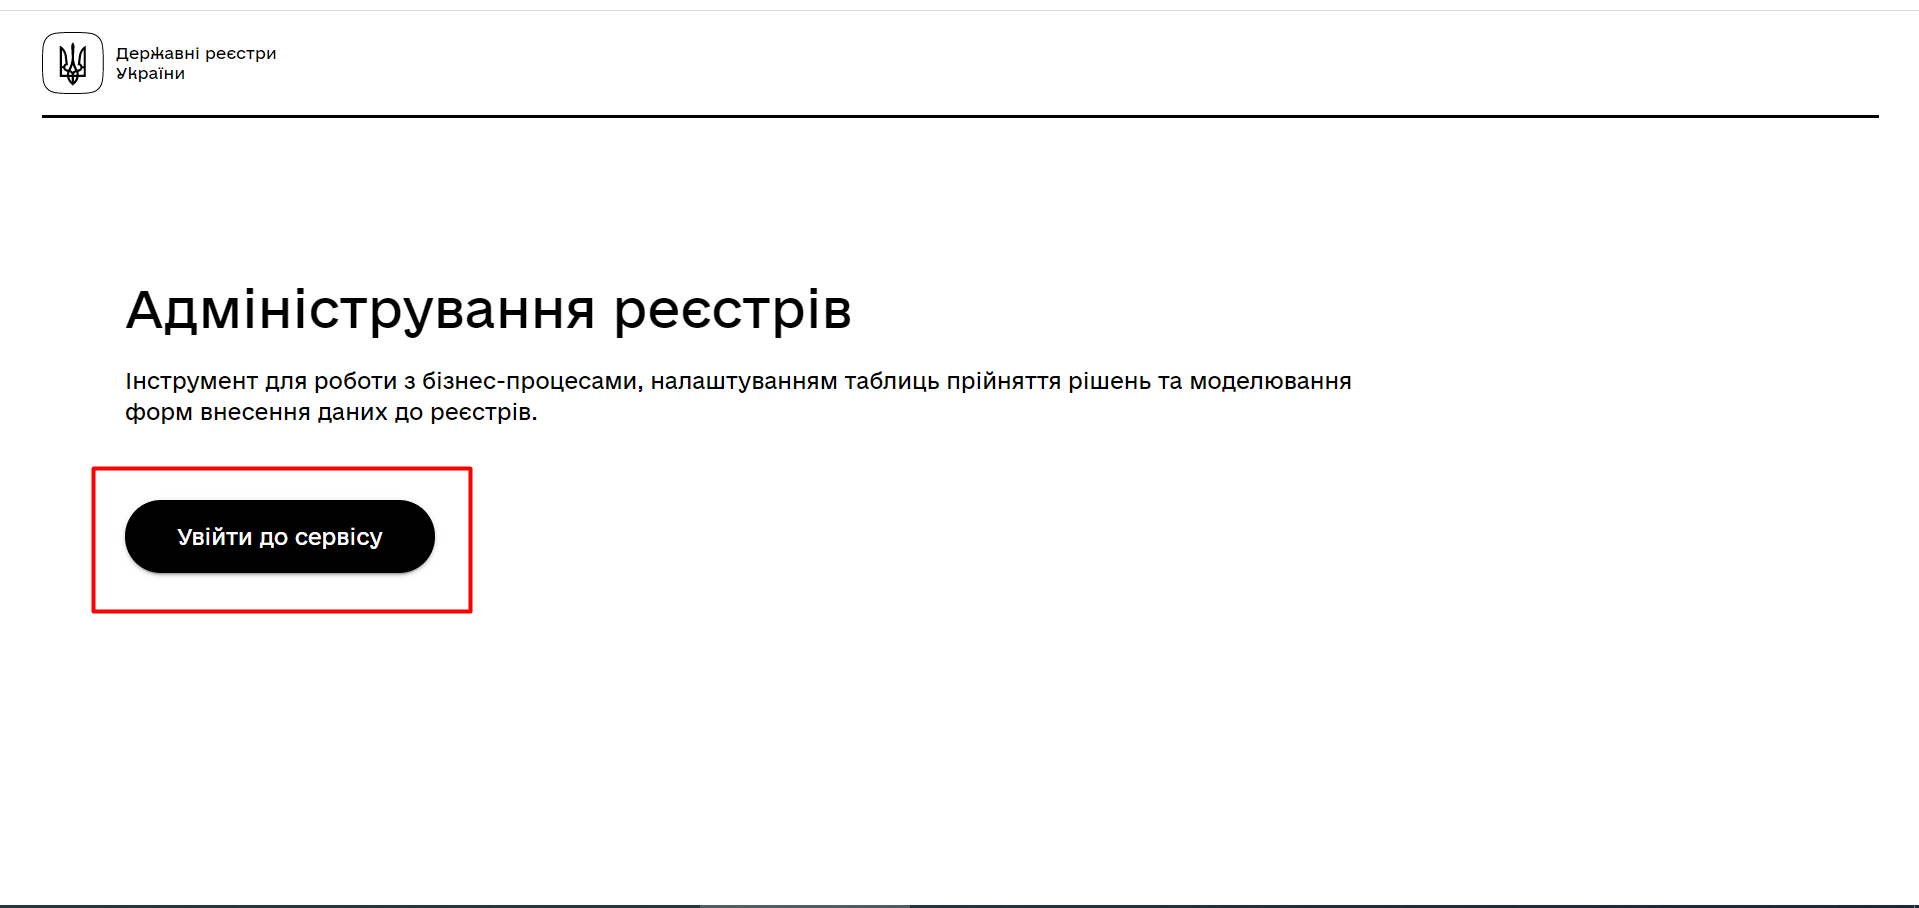 Державні реєстри
України
Адміністрування реєстрів
Інструмент для роботи з бізнес-процесами, налаштуванням таблиць прийняття рішень та моделювання
форм внесення даних до реєстрів.
Увійти до сервісу